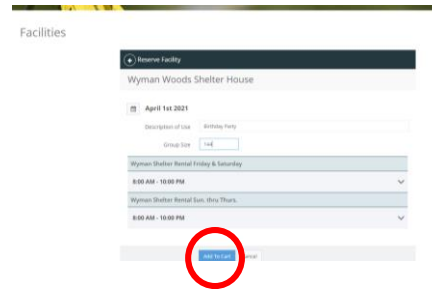 Facilities
Reserve Facility
Wyman Woods Shelter House
April 1st 2021
Description of Use Birthday Party
Group Size
Wyman Shelter Rental Friday & Saturday
8:00 AM - 10:00 PM
Wyman Shelter Rental Sun. thru Thurs.
8:00 AM - 10:00 PM
Add To Cart Cancel